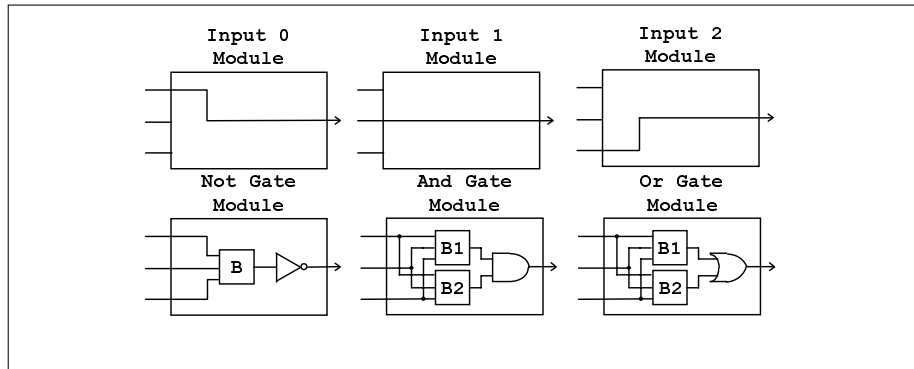 Input 0
Module
Input 1
Module
Input 2
Module
Not Gate
Module
B
And Gate
Module
B1
B2
Or Gate
Module
B1
B2